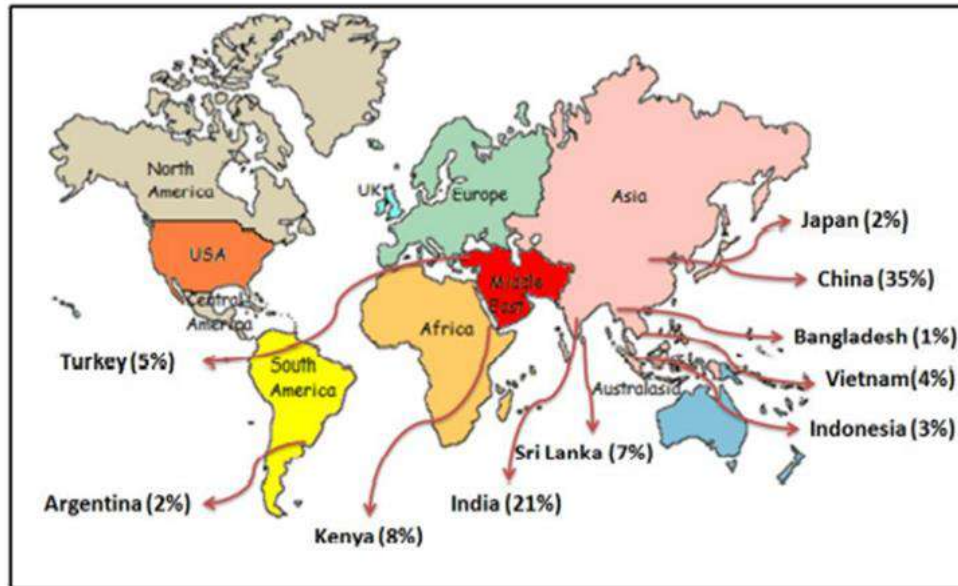 North
America
UK
Europe
Asia
Japan (2%)
USA
China (35%)
Middle
East
Central
America
Africa
Bangladesh (1%)
Turkey (5%)
South
America
Australasia
Vietnam(4%)
Indonesia (3%)
Sri Lanka (7%)
Argentina (2%)
India (21%)
Kenya (8%)